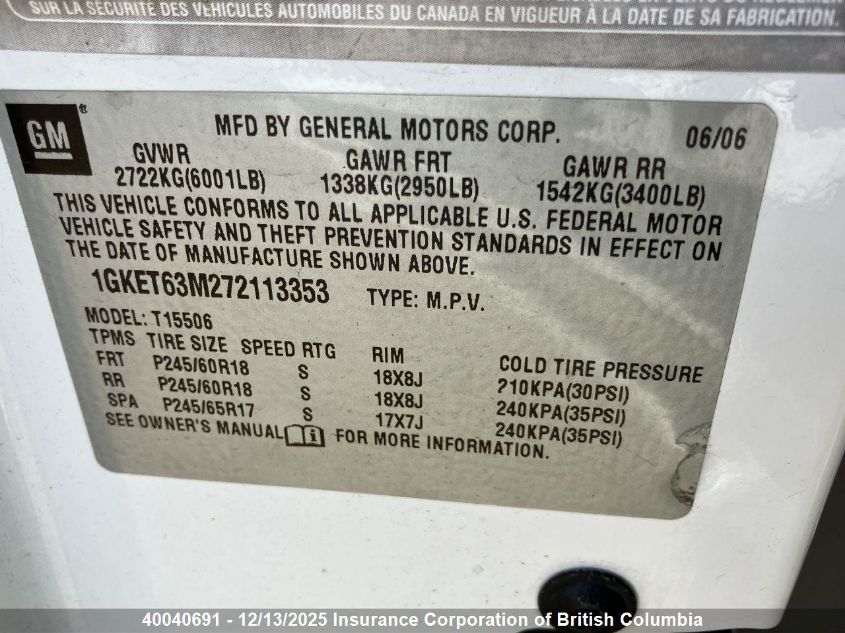 SUR LA SÉCURITÉ DES VÉHICULES AUTOMOBILES DU CANADA EN VIGUEUR À LA DATE DE SA FABRICATION.
GM®
MFD BY GENERAL MOTORS CORP. 06/06
GVWR GAWR FRT GAWR RR
2722KG(6001LB) 1338KG(2950LB) 1542KG(3400LB)
THIS VEHICLE CONFORMS TO ALL APPLICABLE U.S. FEDERAL MOTOR
VEHICLE SAFETY AND THEFT PREVENTION STANDARDS IN EFFECT ON
THE DATE OF MANUFACTURE SHOWN ABOVE.
1GKET63M272113353 TYPE: M.P.V.
MODEL: T15506
TPMS TIRE SIZE SPEED RTG RIM COLD TIRE PRESSURE
FRT P245/60R18 S 18X8J 210KPA(30PSI)
RR P245/60R18 S 18X8J 240KPA(35PSI)
SPA P245/65R17 S 17X7J 240KPA(35PSI)
SEE OWNER'S MANUAL FOR MORE INFORMATION.
40040691 - 12/13/2025 Insurance Corporation of British Columbia